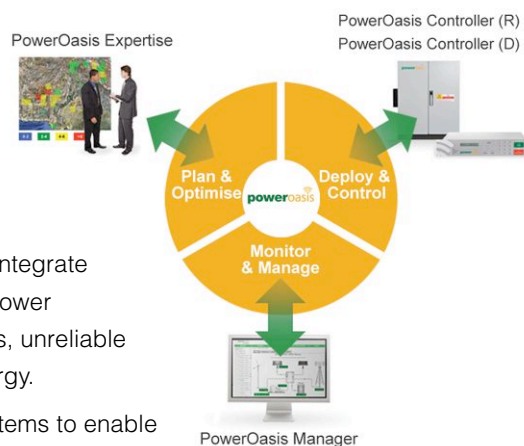 PowerOasis Expertise
PowerOasis Controller (R)
PowerOasis Controller (D)
Plan &
Optimise
poweroasis
Deploy &
Control
Monitor
& Manage
ntegrate
ower
s, unreliable
rgy.
tems to enable
PowerOasis Manager